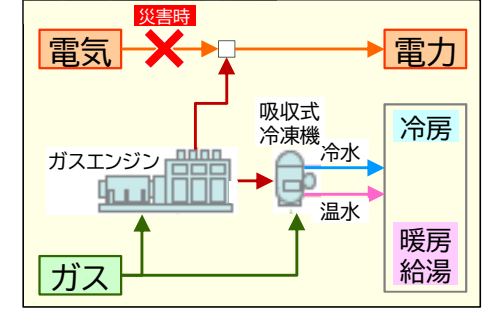 災害時
電気
電力
吸収式
冷凍機
冷房
ガスエンジン
冷水
温水
暖房
給湯
ガス